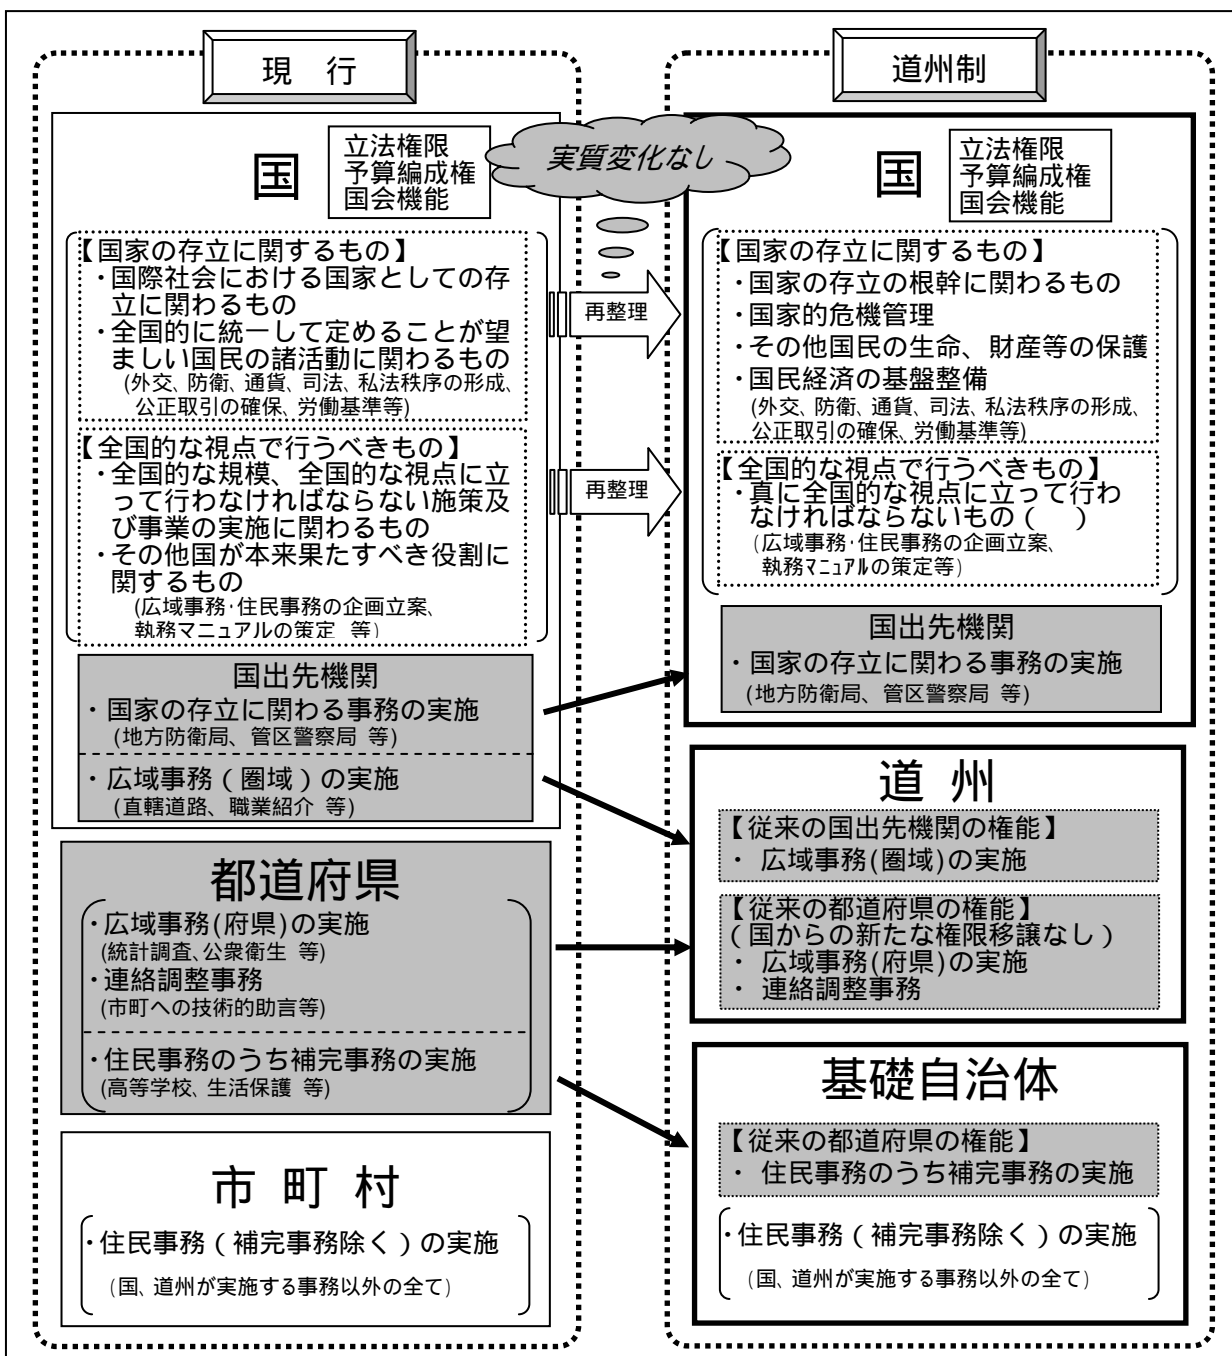 現 行
国
立法権限
予算編成権
国会機能
【国家の存立に関するもの】
・国際社会における国家としての存
立に関わるもの
・全国的に統一して定めることが望
ましい国民の諸活動に関わるもの
(外交、防衛、通貨、司法、私法秩序の形成、
公正取引の確保、労働基準等)
【全国的な視点で行うべきもの】
・全国的な規模、全国的な視点に立
って行わなければならない施策及
び事業の実施に関わるもの
・その他国が本来果たすべき役割に
関するもの
(広域事務・住民事務の企画立案、
執務マニュアルの策定 等)
国出先機関
・国家の存立に関わる事務の実施
(地方防衛局、管区警察局 等)
・広域事務(圏域)の実施
(直轄道路、職業紹介 等)
都道府県
・広域事務(府県)の実施
(統計調査、公衆衛生 等)
・連絡調整事務
(市町への技術的助言等)
・住民事務のうち補完事務の実施
(高等学校、生活保護 等)
市 町 村
・住民事務(補完事務除く)の実施
(国、道州が実施する事務以外の全て)
実質変化なし
再整理
再整理
道州制
国
立法権限
予算編成権
国会機能
【国家の存立に関するもの】
・国家の存立の根幹に関わるもの
・国家的危機管理
・その他国民の生命、財産等の保護
・国民経済の基盤整備
(外交、防衛、通貨、司法、私法秩序の形成、
公正取引の確保、労働基準等)
【全国的な視点で行うべきもの】
・真に全国的な視点に立って行わ
なければならないもの( )
(広域事務・住民事務の企画立案、
執務マニュアルの策定等)
国出先機関
・国家の存立に関わる事務の実施
(地方防衛局、管区警察局 等)
道 州
【従来の国出先機関の権能】
・ 広域事務(圏域)の実施
【従来の都道府県の権能】
(国からの新たな権限移譲なし)
・ 広域事務(府県)の実施
・ 連絡調整事務
基礎自治体
【従来の都道府県の権能】
・ 住民事務のうち補完事務の実施
・住民事務(補完事務除く)の実施
(国、道州が実施する事務以外の全て)